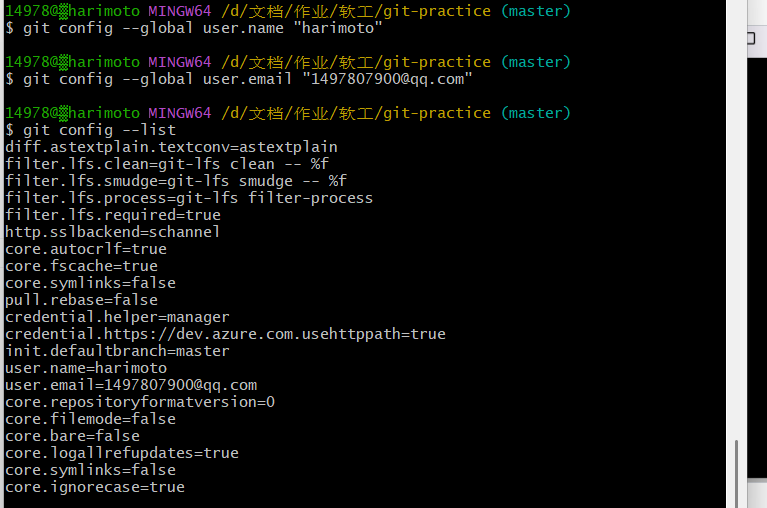 14978@▒harimoto MINGW64 /d/文档/作业/软工/git-practice (master)
$ git config --global user.name "harimoto"
14978@▒harimoto MINGW64 /d/文档/作业/软工/git-practice (master)
$ git config --global user.email "1497807900@qq.com"
14978@▒harimoto MINGW64 /d/文档/作业/软工/git-practice (master)
$ git config --list
diff.astextplain.textconv=astextplain
filter.lfs.clean=git-lfs clean -- %f
filter.lfs.smudge=git-lfs smudge -- %f
filter.lfs.process=git-lfs filter-process
filter.lfs.required=true
http.sslbackend=schannel
core.autocrlf=true
core.fscache=true
core.symlinks=false
pull.rebase=false
credential.helper=manager
credential.https://dev.azure.com.usehttppath=true
init.defaultbranch=master
user.name=harimoto
user.email=1497807900@qq.com
core.repositoryformatversion=0
core.filemode=false
core.bare=false
core.logallrefupdates=true
core.symlinks=false
core.ignorecase=true